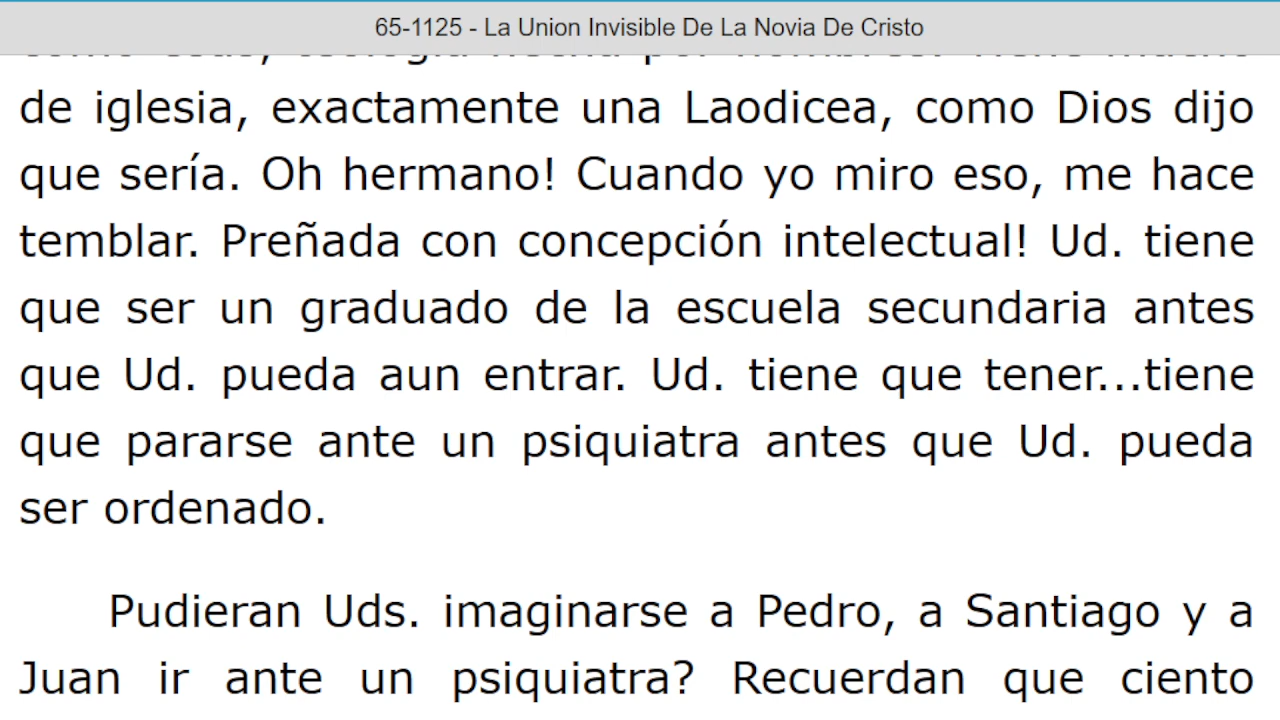 65-1125 - La Union Invisible De La Novia De Cristo
de iglesia, exactamente una Laodicea, como Dios dijo
que sería. Oh hermano! Cuando yo miro eso, me hace
temblar. Preñada con concepción intelectual! Ud. tiene
que ser un graduado de la escuela secundaria antes
que Ud. pueda aun entrar. Ud. tiene que tener...tiene
que pararse ante un psiquiatra antes que Ud. pueda
ser ordenado.
Pudieran Uds. imaginarse a Pedro, a Santiago y a
Juan ir ante un psiquiatra? Recuerdan que ciento